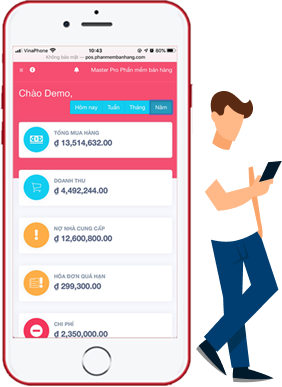 VinaPhone 10:43 85%
Không bảo mật — pos.phanmembanhang.com
Master Pro Phần mềm bán hàng
Chào Demo,
Hôm nay Tuần Tháng Năm
TỔNG MUA HÀNG
₫ 13,514,632.00
DOANH THU
₫ 4,492,244.00
NỢ NHÀ CUNG CẤP
₫ 12,600,800.00
HÓA ĐƠN QUÁ HẠN
₫ 299,300.00
CHI PHÍ
₫ 2,350,000.00